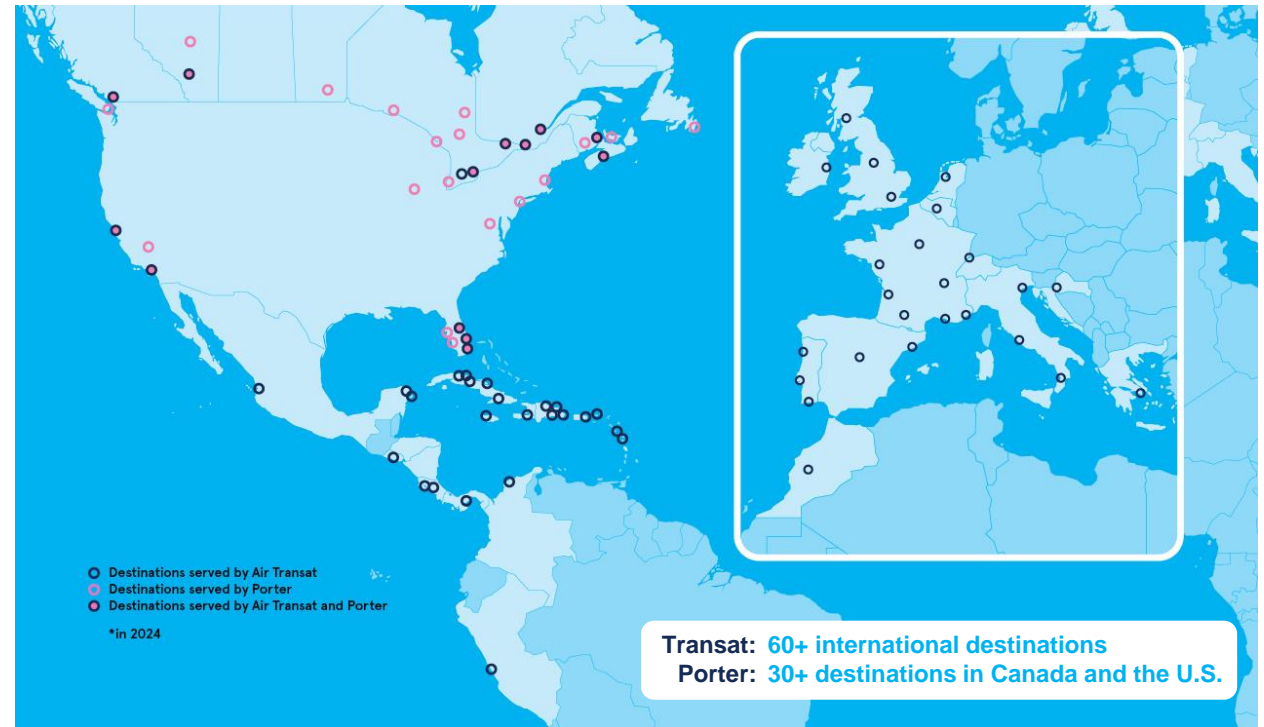 Destinations served by Air Transat
Destinations served by Porter
Destinations served by Air Transat and Porter
*in 2024
Transat: 60+ international destinations
Porter: 30+ destinations in Canada and the U.S.